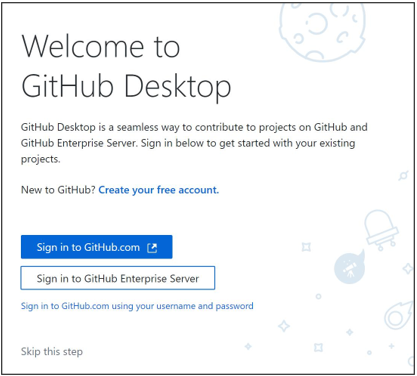 Welcome to
GitHub Desktop
GitHub Desktop is a seamless way to contribute to projects on GitHub and
GitHub Enterprise Server. Sign in below to get started with your existing
projects.
New to GitHub? Create your free account.
Sign in to GitHub.com
Sign in to GitHub Enterprise Server
Sign in to GitHub.com using your username and password
Skip this step